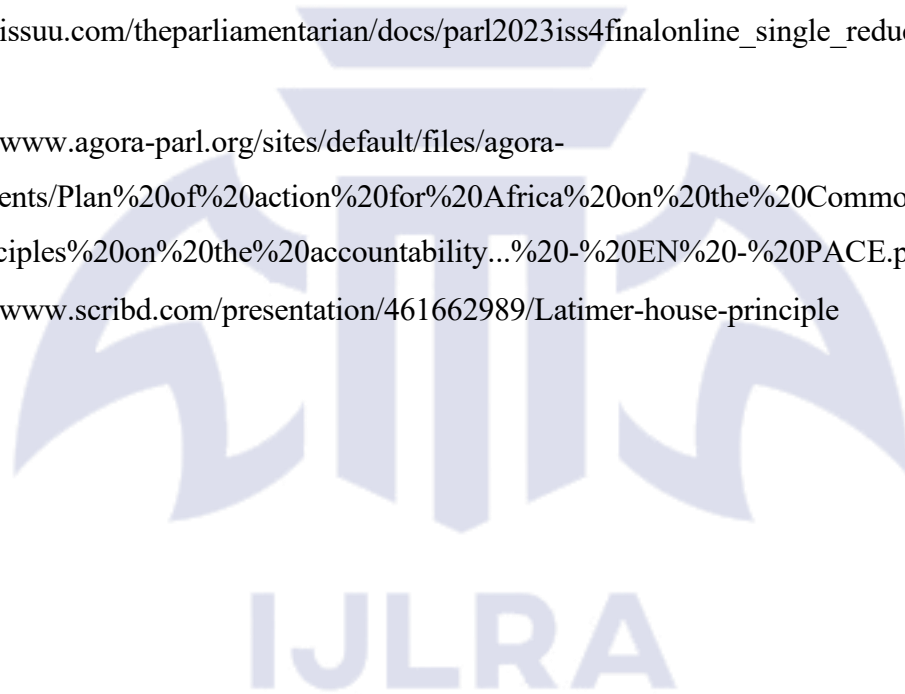 issuu.com/theparliamentarian/docs/parl2023iss4finalonline_single_reduc
www.agora-parl.org/sites/default/files/agora-
ents/Plan%20of%20action%20for%20Africa%20on%20the%20Commo
ciples%20on%20the%20accountability...%20-%20EN%20-%20PACE.p
www.scribd.com/presentation/461662989/Latimer-house-principle
IJLRA